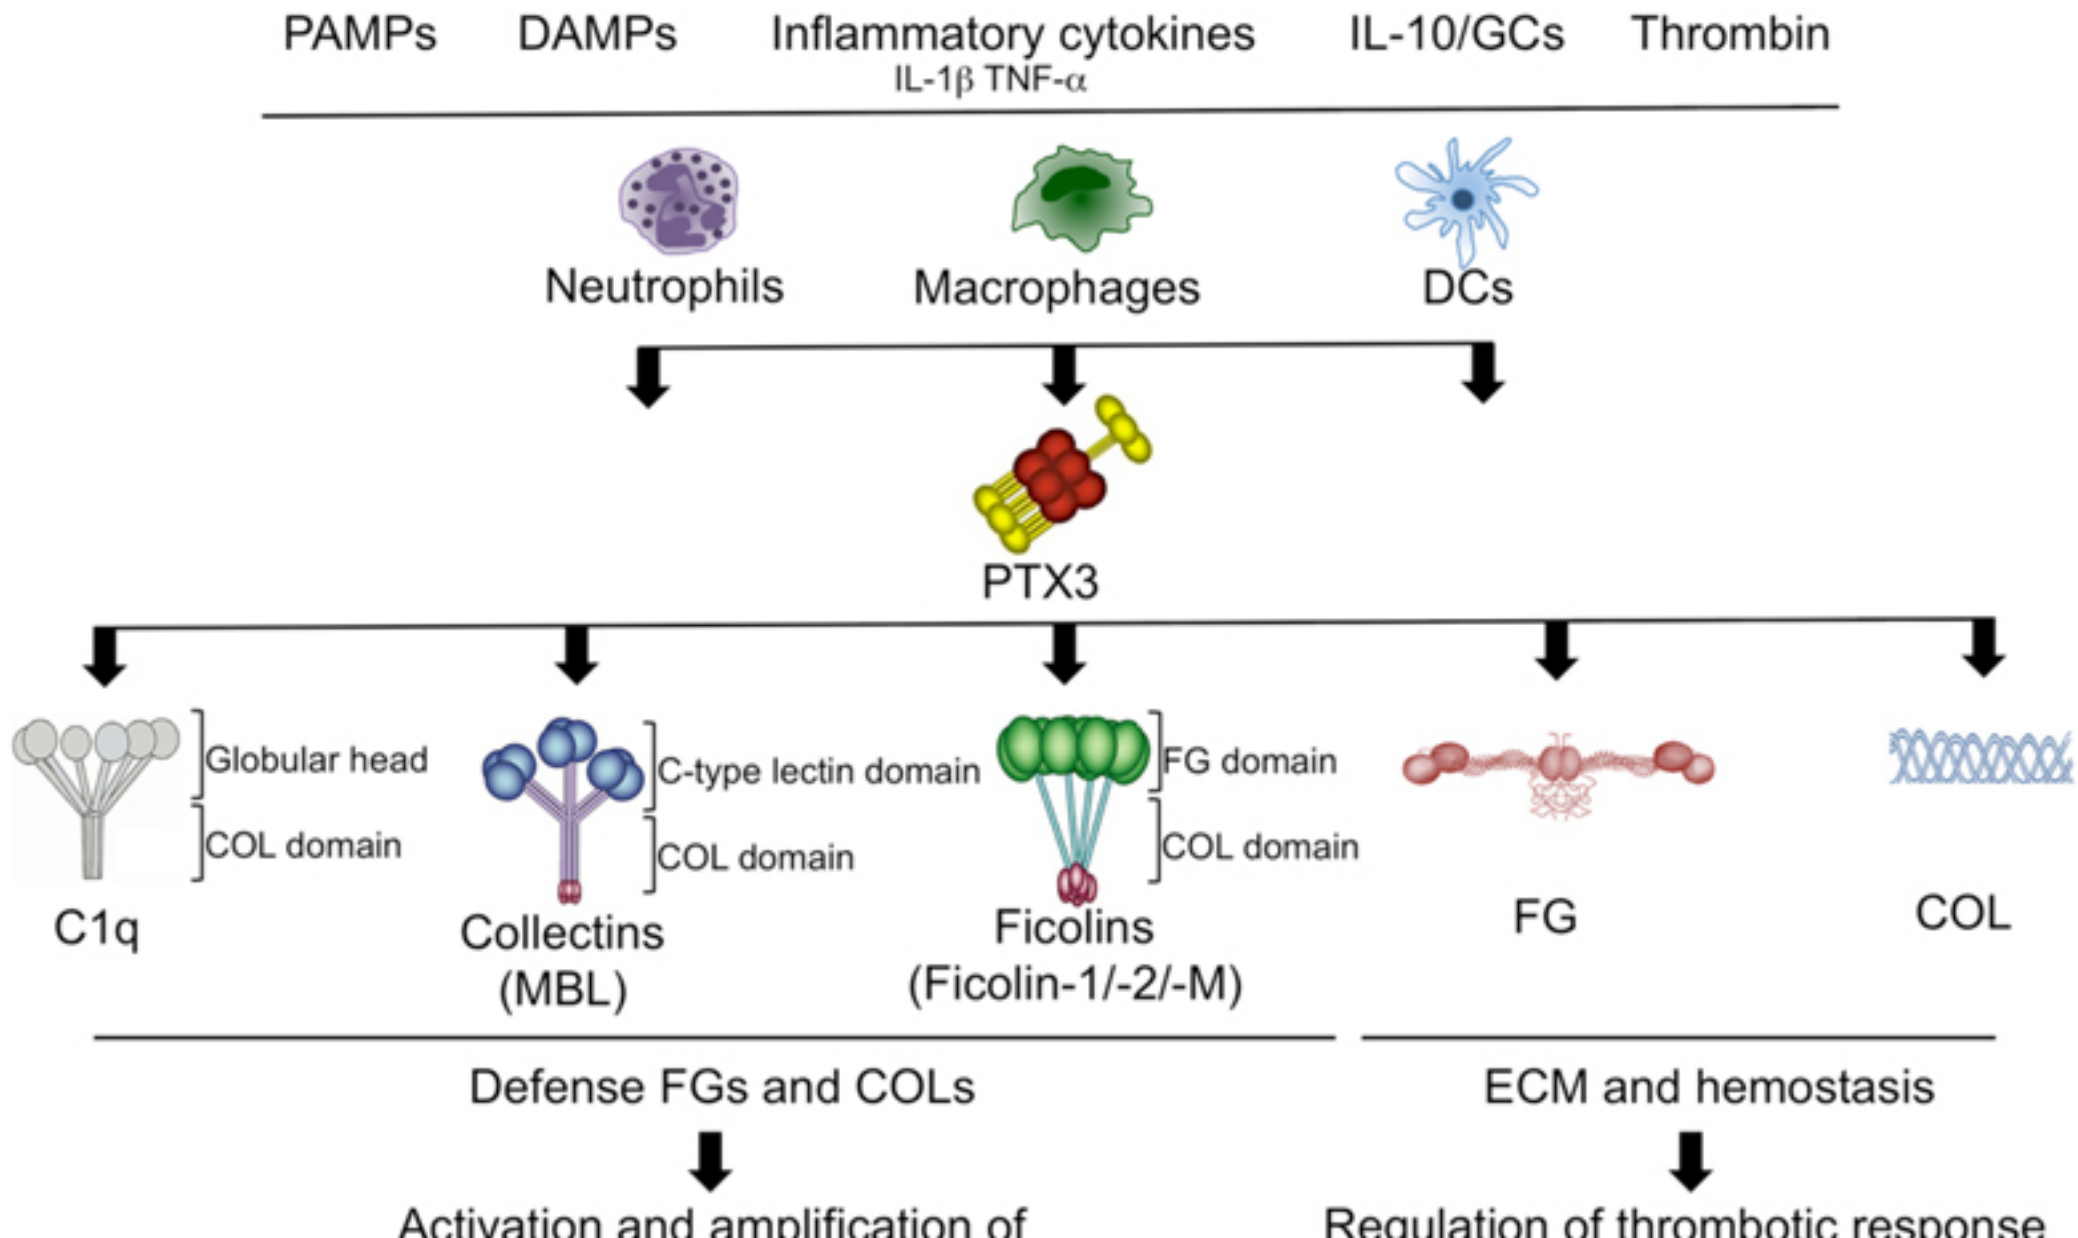 PAMPs DAMPs Inflammatory cytokines IL-10/GCs Thrombin
IL-1β TNF-α
Neutrophils Macrophages DCs
PTX3
Globular head
C-type lectin domain
FG domain
COL domain
COL domain
COL domain
C1q
Collectins
(MBL)
Ficolins
(Ficolin-1/-2/-M)
FG
COL
Defense FGs and COLs
ECM and hemostasis
Activation and amplification of
Regulation of thrombotic response